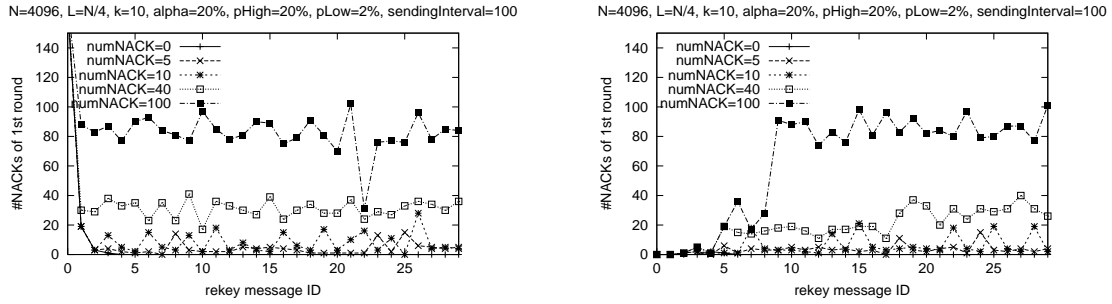 N=4096, L=N/4, k=10, alpha=20%, pHigh=20%, pLow=2%, sendingInterval=100
#NACKs of 1st round
140
120
100
80
60
40
20
0
numNACK=0
numNACK=5
numNACK=10
numNACK=40
numNACK=100
0 5 10 15 20 25
rekey message ID
N=4096, L=N/4, k=10, alpha=20%, pHigh=20%, pLow=2%, sendingInterval=100
#NACKs of 1st round
140
120
100
80
60
40
20
0
numNACK=0
numNACK=5
numNACK=10
numNACK=40
numNACK=100
0 5 10 15 20 25
rekey message ID